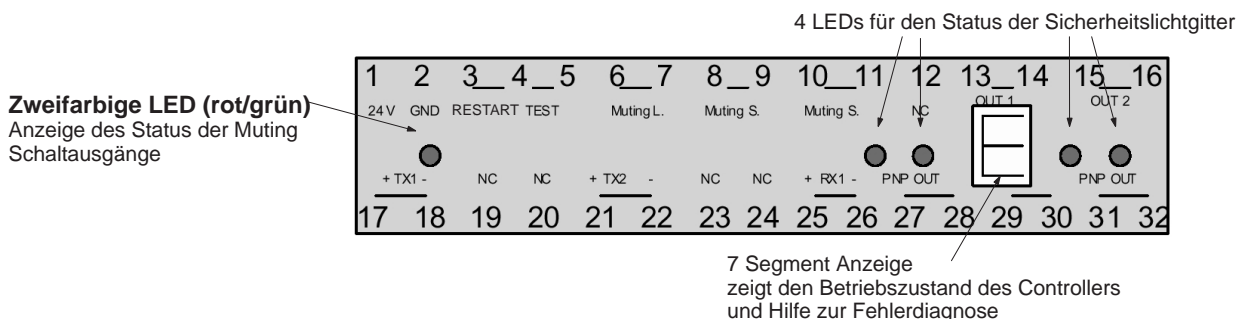 4 LEDs für den Status der Sicherheitslichtgitter
Zweifarbige LED (rot/grün)
Anzeige des Status der Muting
Schaltausgänge
1 2 3 4 5 6 7 8 9 10 11 12 13 14 15 16
24 V GND RESTART TEST Muting L. Muting S. Muting S. NC OUT 1 OUT 2
+ TX1 - NC NC + TX2 - NC NC + RX1 - PNP OUT PNP OUT
17 18 19 20 21 22 23 24 25 26 27 28 29 30 31 32
7 Segment Anzeige
zeigt den Betriebszustand des Controllers
und Hilfe zur Fehlerdiagnose